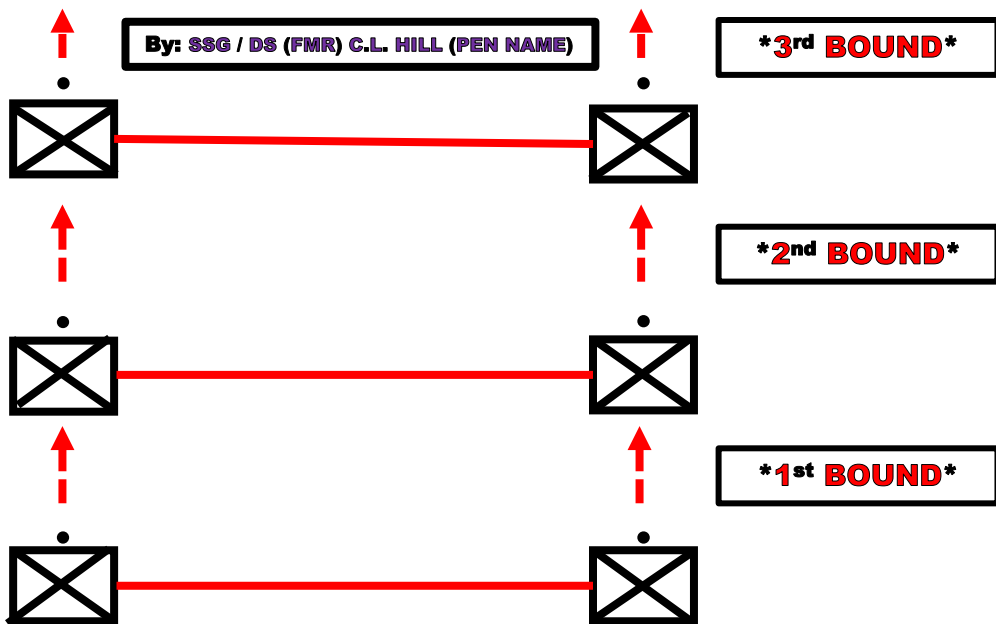 By: SSG / DS (FMR) C.L. HILL (PEN NAME)
*3rd BOUND*
*2nd BOUND*
*1st BOUND*